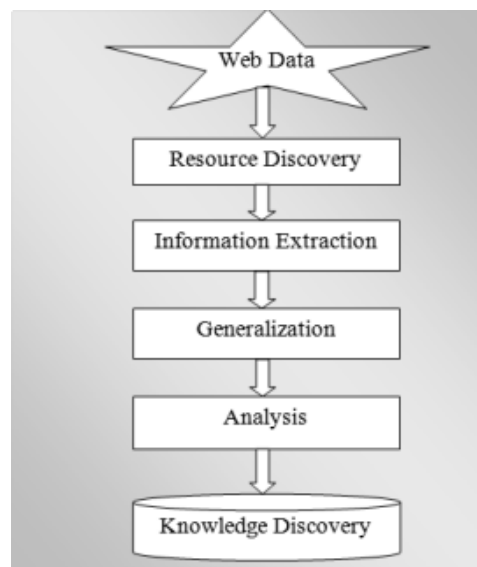 Web Data
Resource Discovery
Information Extraction
Generalization
Analysis
Knowledge Discovery